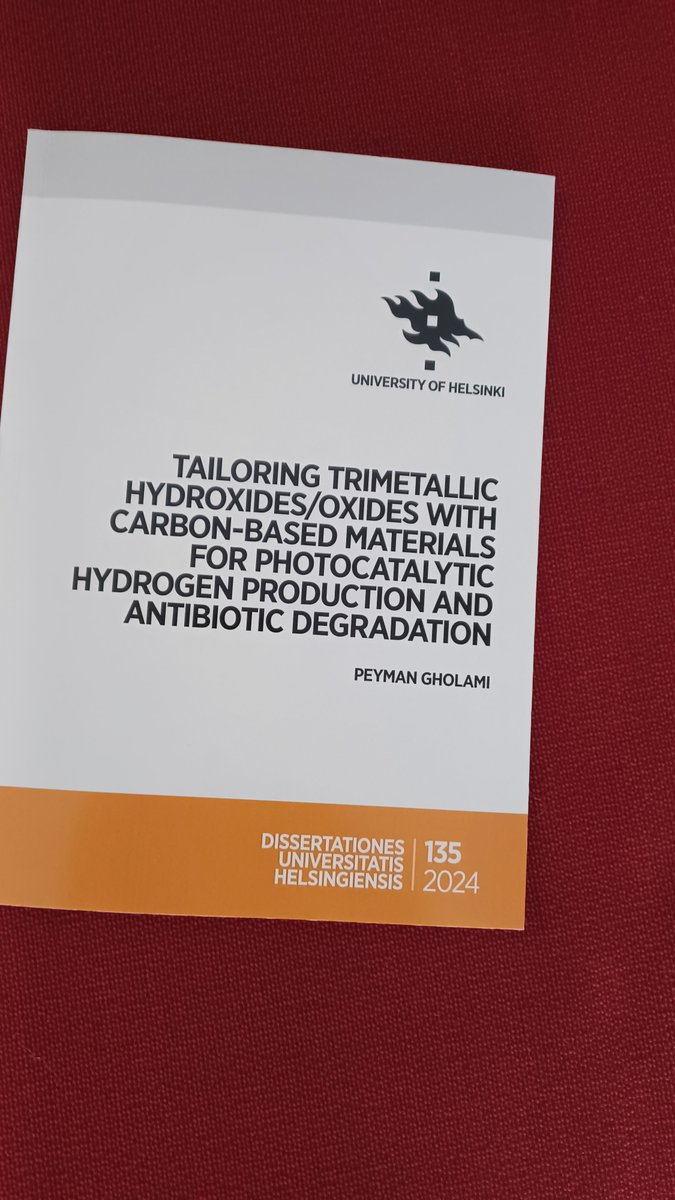 UNIVERSITY OF HELSINKI
TAILORING TRIMETALLIC
HYDROXIDES/OXIDES WITH
CARBON-BASED MATERIALS
FOR PHOTOCATALYTIC
HYDROGEN PRODUCTION AND
ANTIBIOTIC DEGRADATION
PEYMAN GHOLAMI
DISSERTATIONES
UNIVERSITATIS
HELSINGIENSIS
135
2024